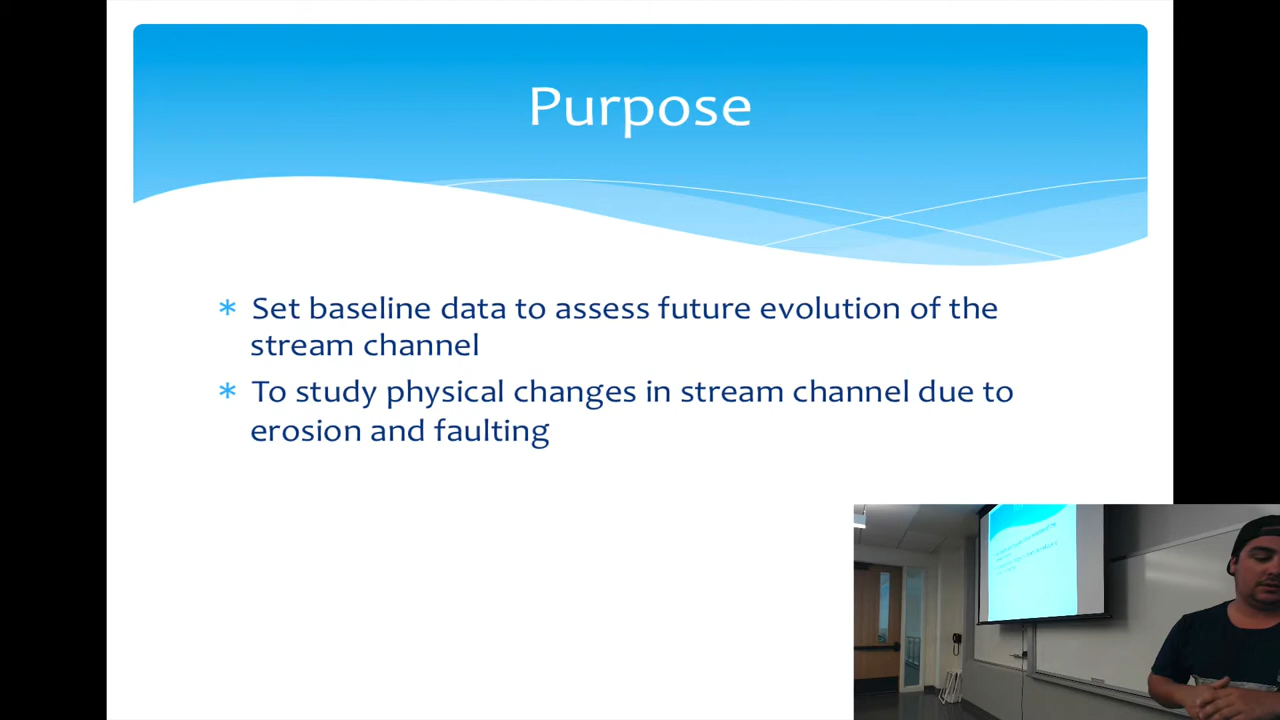 Purpose
* Set baseline data to assess future evolution of the
stream channel
* To study physical changes in stream channel due to
erosion and faulting